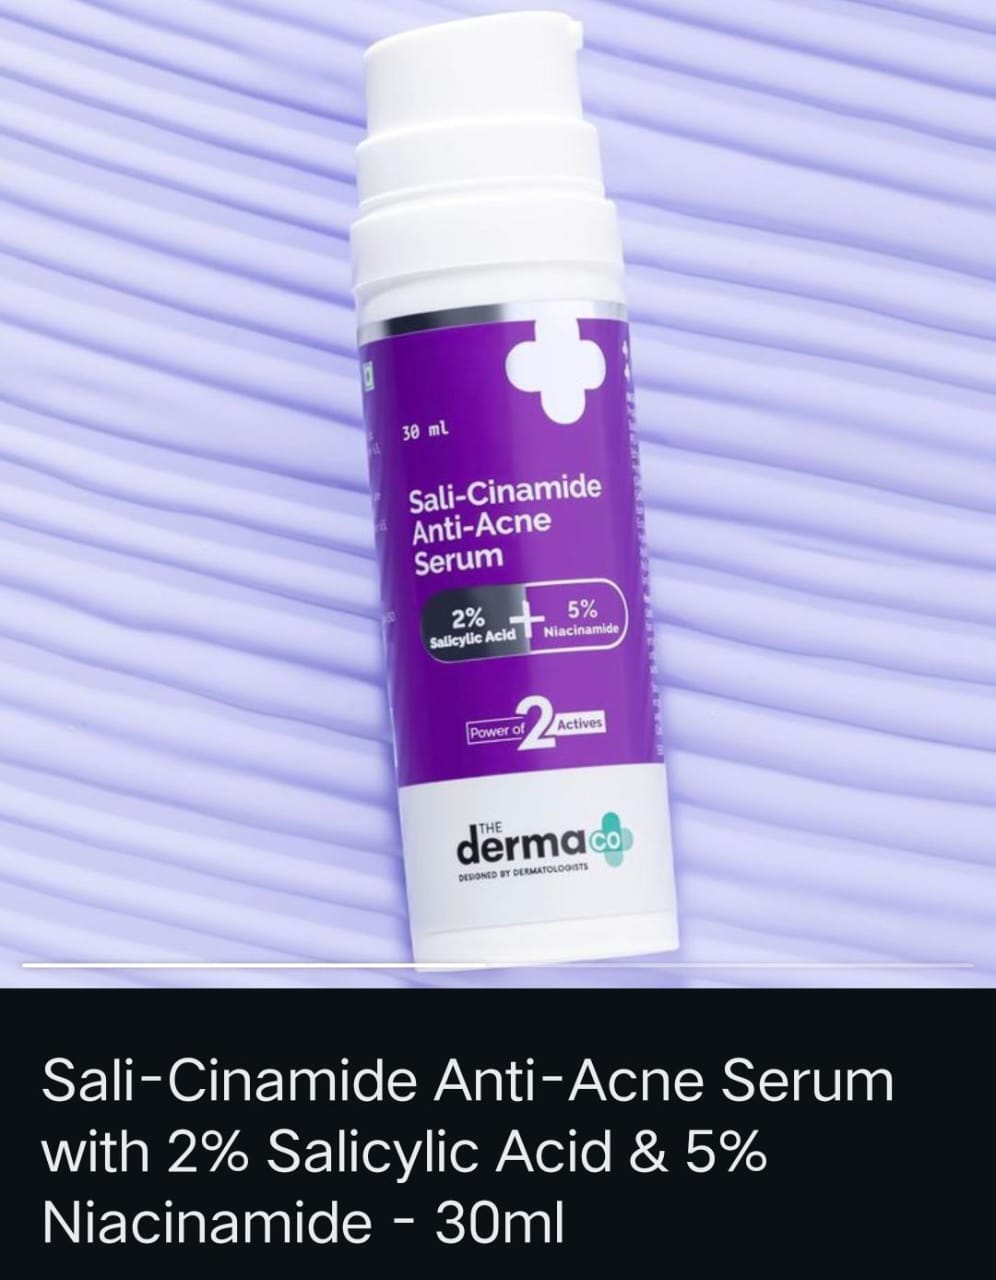 30 ml
Sali-Cinamide
Anti-Acne
Serum
2%
Salicylic Acid
+
5%
Niacinamide
Power of 2 Actives
THE
derma co
DESIGNED BY DERMATOLOGISTS
Sali-Cinamide Anti-Acne Serum
with 2% Salicylic Acid & 5%
Niacinamide - 30ml